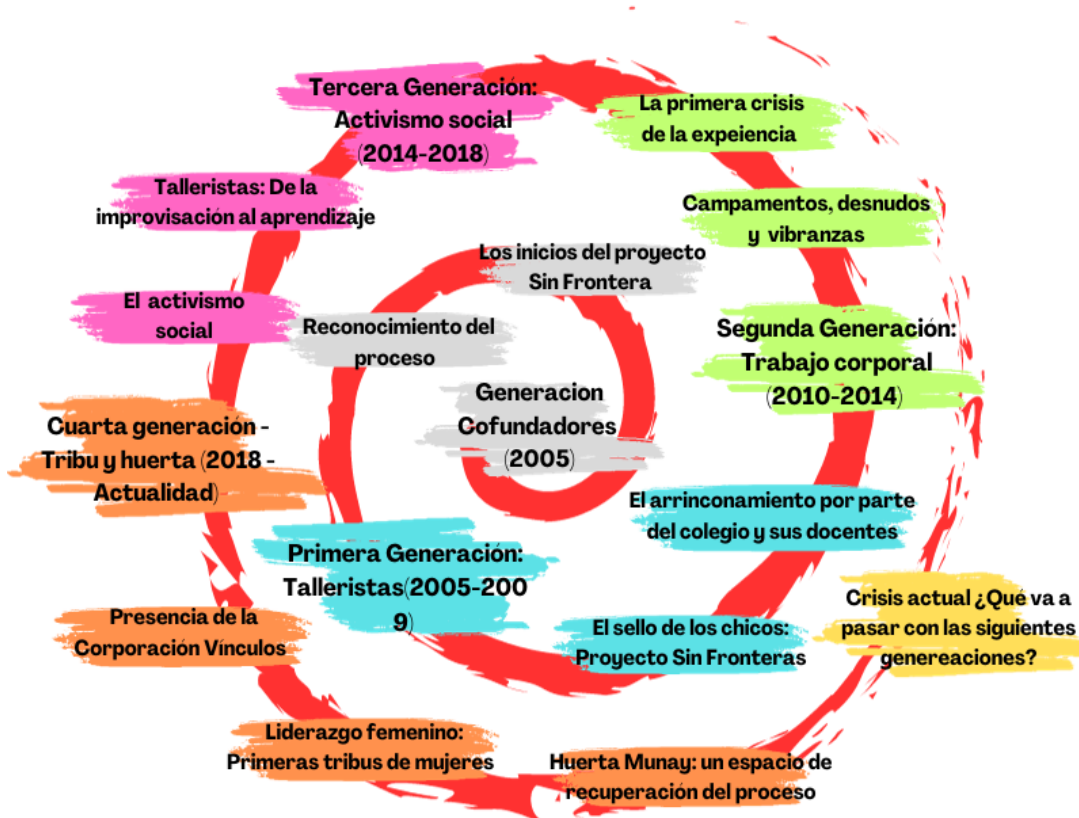 Tercera Generación:
Activismo social
(2014-2018)
La primera crisis
de la expeiencia
Talleristas: De la
improvisación al aprendizaje
Campamentos, desnudos
y vibranzas
Los inicios del proyecto
Sin Frontera
El activismo
social
Reconocimiento del
proceso
Segunda Generación:
Trabajo corporal
(2010-2014)
Generacion
Cofundadores
(2005)
Cuarta generación -
Tribu y huerta (2018 -
Actualidad)
El arrinconamiento por parte
del colegio y sus docentes
Primera Generación:
Talleristas(2005-200
9)
Crisis actual ¿Qué va a
pasar con las siguientes
genereaciones?
Presencia de la
Corporación Vínculos
El sello de los chicos:
Proyecto Sin Fronteras
Liderazgo femenino:
Primeras tribus de mujeres
Huerta Munay: un espacio de
recuperación del proceso